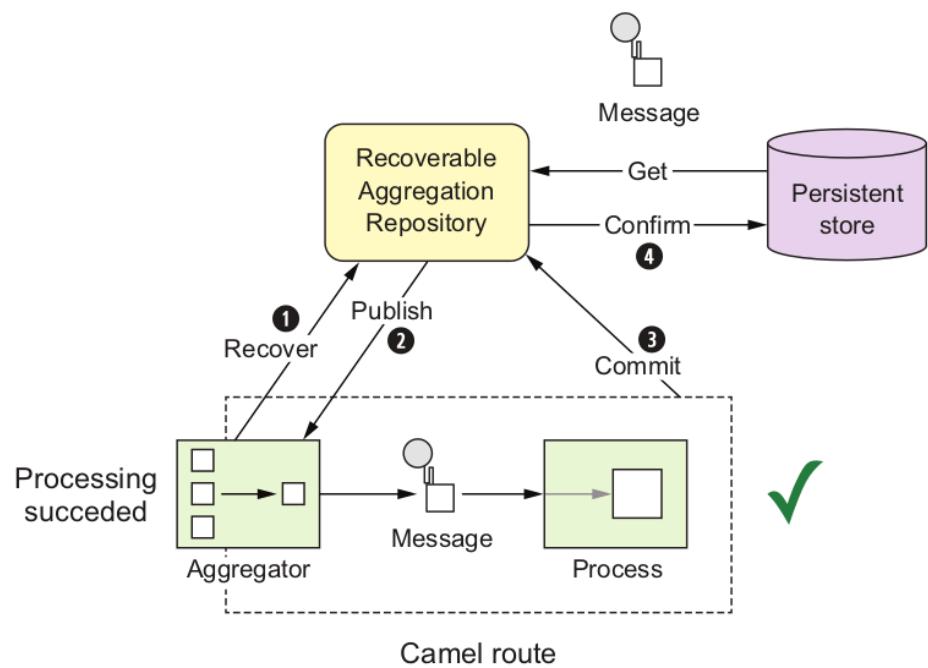 Message
Recoverable
Aggregation
Repository
Get
Persistent
store
Confirm
4
1
Recover
Publish
2
3
Commit
Processing
succeded
Message
Aggregator
Process
Camel route